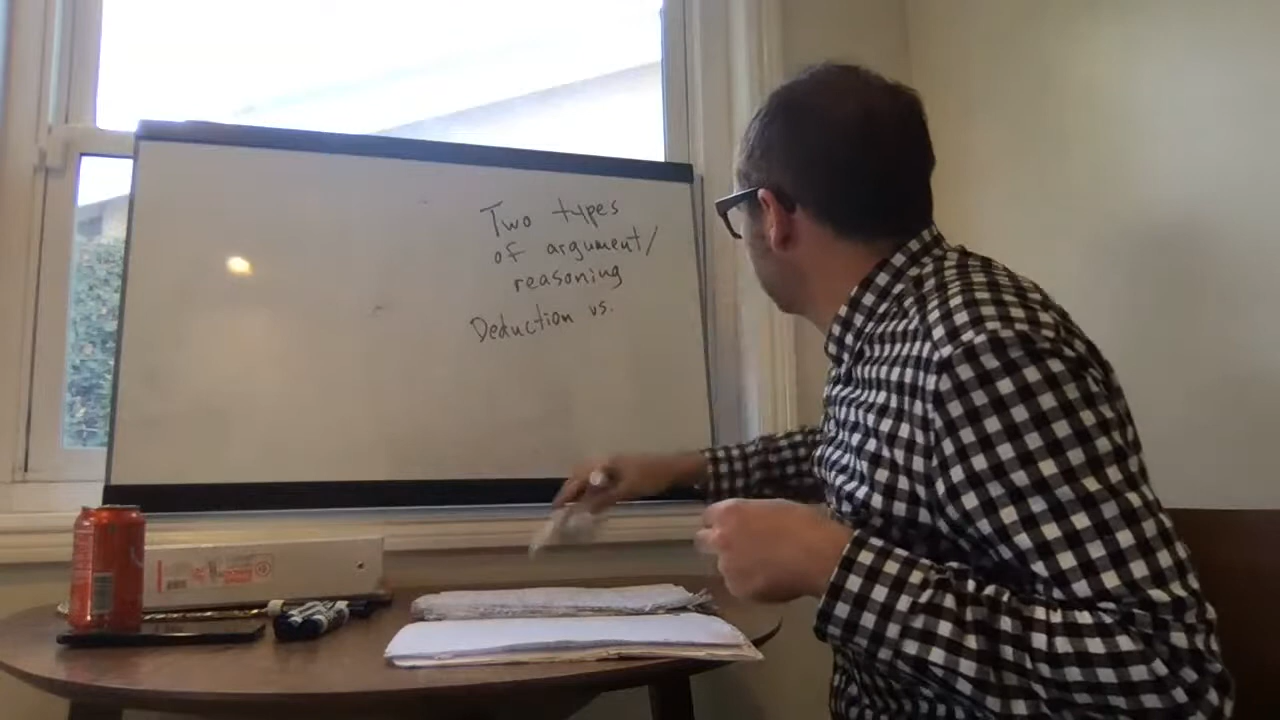 Two types
of argument/
reasoning
Deduction vs.